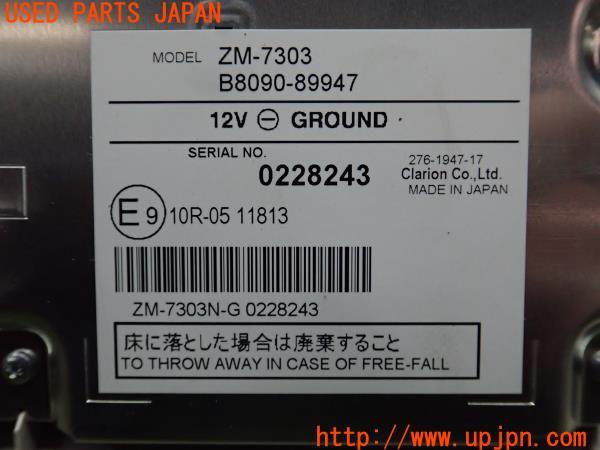 USED PARTS JAPAN
MODEL ZM-7303
B8090-89947
12V ⊖ GROUND
SERIAL NO. 0228243
276-1947-17
Clarion Co.,Ltd.
MADE IN JAPAN
E9 10R-05 11813
ZM-7303N-G 0228243
床に落とした場合は廃棄すること
TO THROW AWAY IN CASE OF FREE-FALL
http://www.upjpn.com/